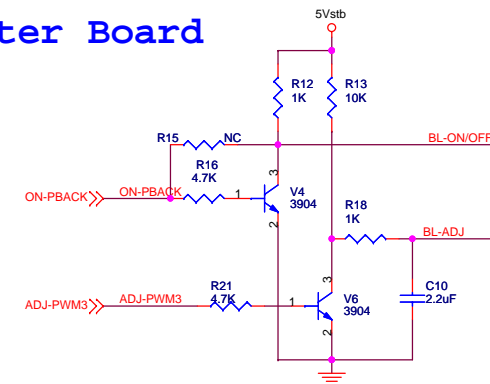 ter Board
5Vstb
R12
1K
R13
10K
R15
NC
BL-ON/OFF
R16
4.7K
ON-PBACK
ON-PBACK
1
3
2
V4
3904
R18
1K
BL-ADJ
ADJ-PWM3
ADJ-PWM3
R21
4.7K
1
3
2
V6
3904
C10
2.2uF